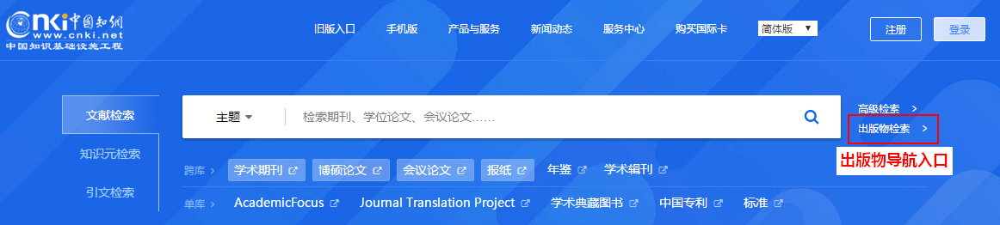 Cnki中国知网
www.cnki.net
中国知识基础设施工程
旧版入口 手机版 产品与服务 新闻动态 服务中心 购买国际卡 简体版 注册 登录
文献检索
知识元检索
引文检索
主题 检索期刊、学位论文、会议论文……
高级检索 >
出版物检索 >
出版物导航入口
跨库 > 学术期刊 博硕论文 会议论文 报纸 年鉴 学术辑刊
单库 > AcademicFocus Journal Translation Project 学术典藏图书 中国专利 标准